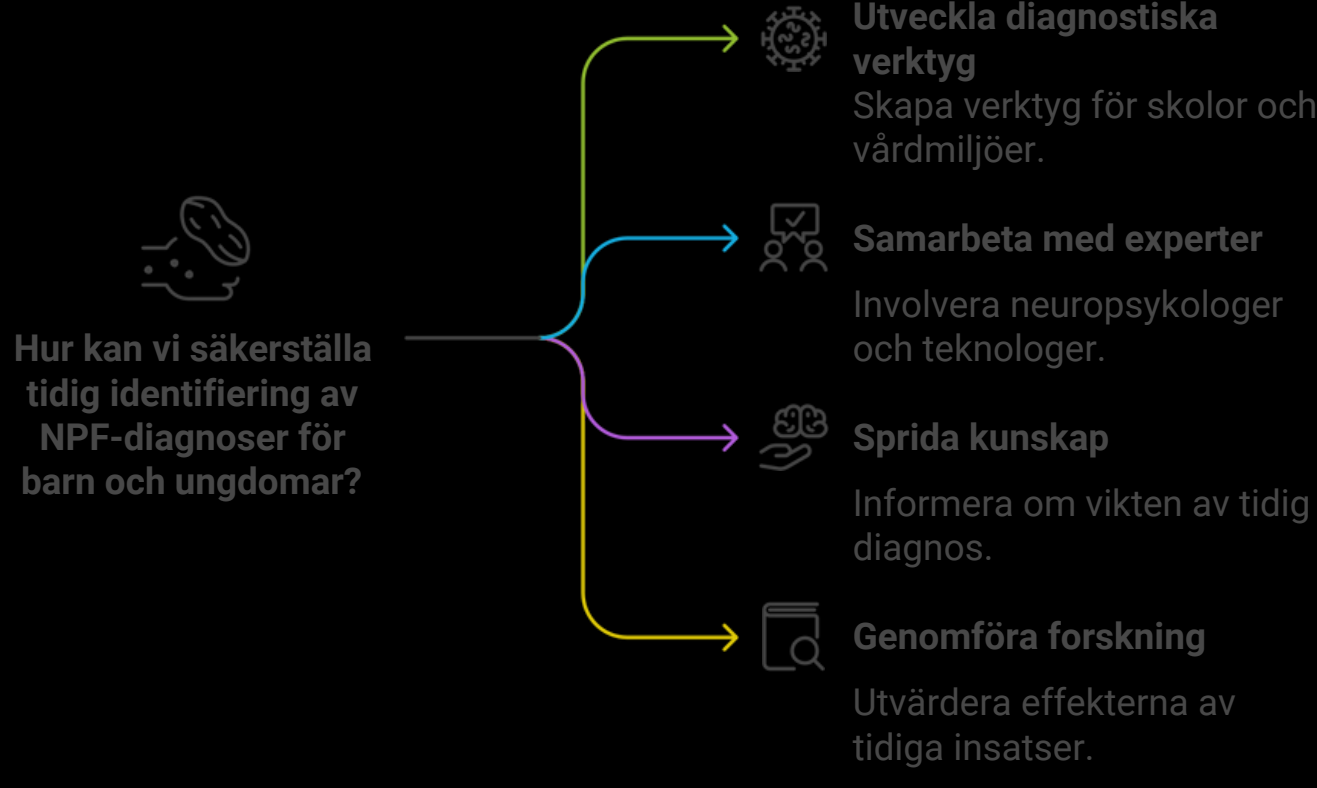 Hur kan vi säkerställa
tidig identifiering av
NPF-diagnoser för
barn och ungdomar?
Utveckla diagnostiska
verktyg
Skapa verktyg för skolor och
vårdmiljöer.
Samarbeta med experter
Involvera neuropsykologer
och teknologer.
Sprida kunskap
Informera om vikten av tidig
diagnos.
Genomföra forskning
Utvärdera effekterna av
tidiga insatser.